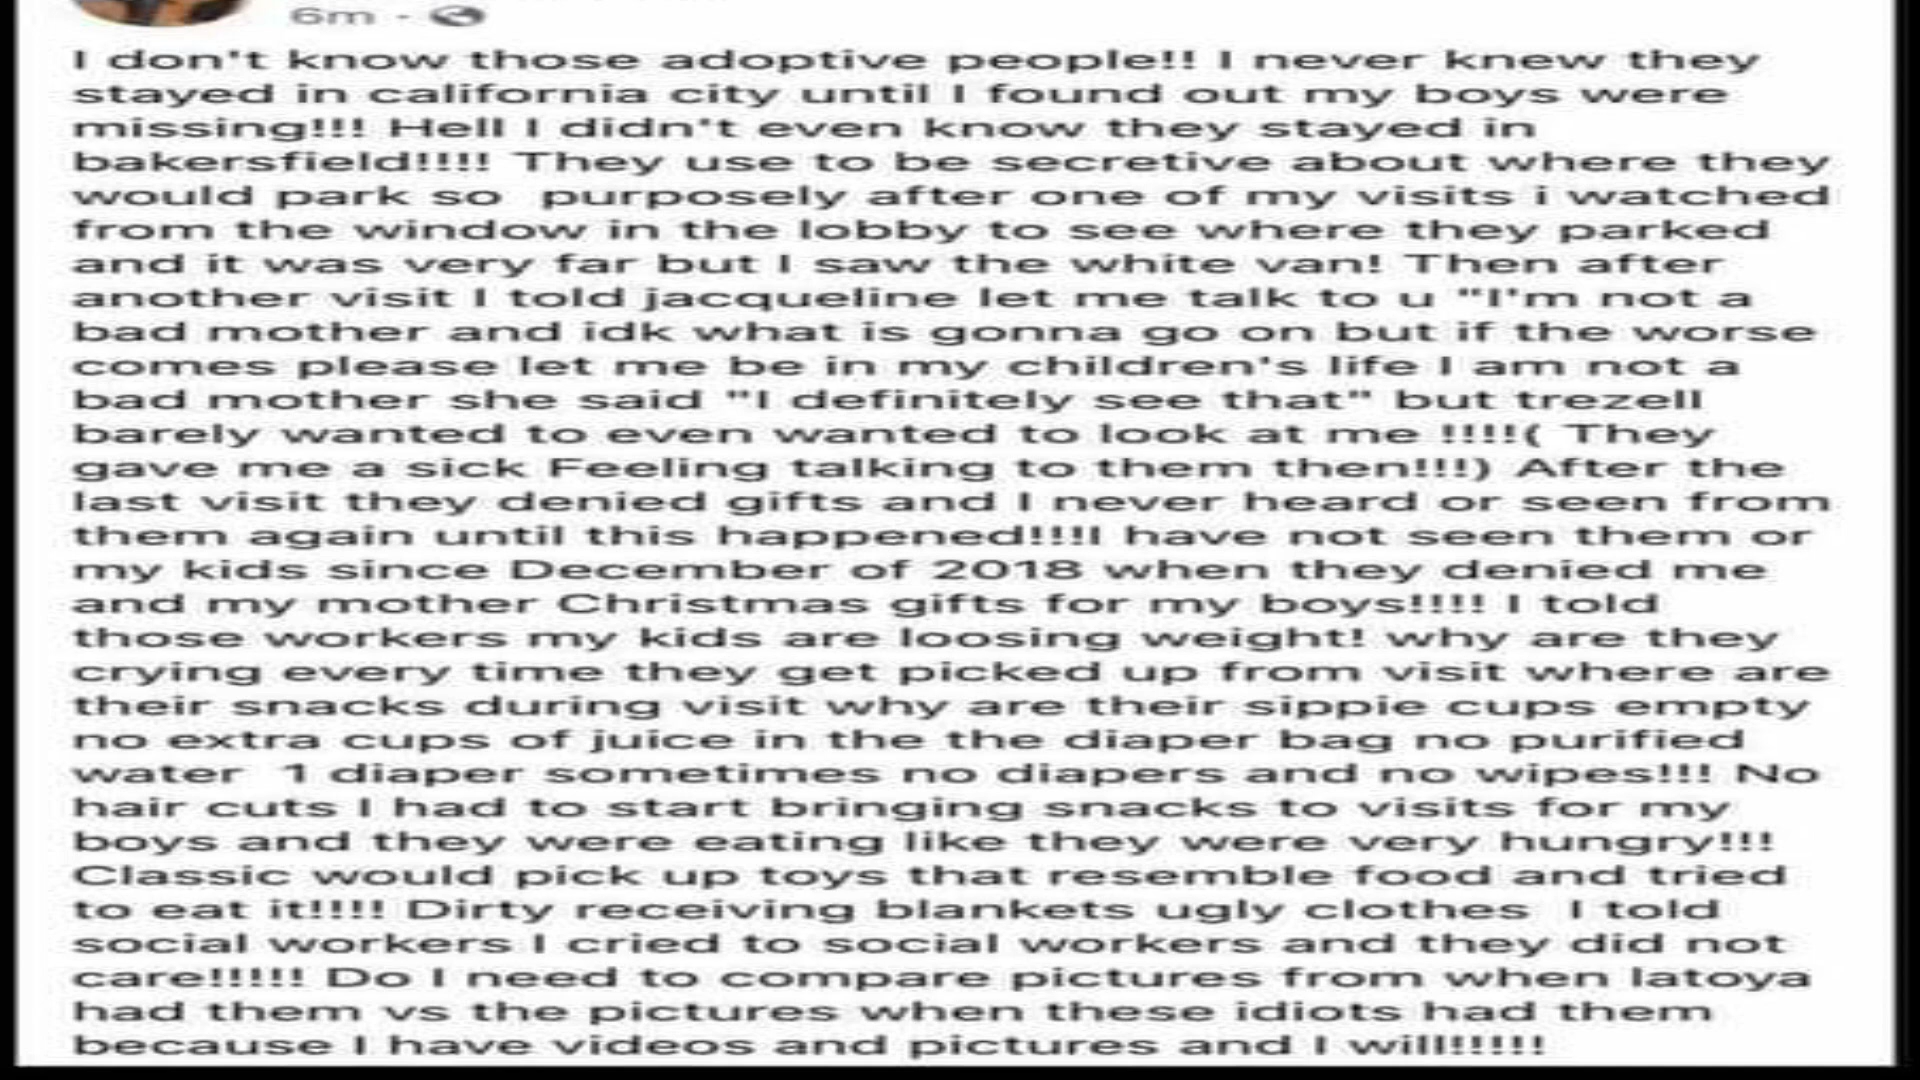 6m ·
I don't know those adoptive people!! I never knew they
stayed in california city until I found out my boys were
missing!!! Hell I didn't even know they stayed in
bakersfield!!!! They use to be secretive about where they
would park so  purposely after one of my visits i watched
from the window in the lobby to see where they parked
and it was very far but I saw the white van! Then after
another visit I told jacqueline let me talk to u "I'm not a
bad mother and idk what is gonna go on but if the worse
comes please let me be in my children's life I am not a
bad mother she said "I definitely see that" but trezell
barely wanted to even wanted to look at me !!!!( They
gave me a sick Feeling talking to them then!!!) After the
last visit they denied gifts and I never heard or seen from
them again until this happened!!!I have not seen them or
my kids since December of 2018 when they denied me
and my mother Christmas gifts for my boys!!!! I told
those workers my kids are loosing weight! why are they
crying every time they get picked up from visit where are
their snacks during visit why are their sippie cups empty
no extra cups of juice in the the diaper bag no purified
water  1 diaper sometimes no diapers and no wipes!!! No
hair cuts I had to start bringing snacks to visits for my
boys and they were eating like they were very hungry!!!
Classic would pick up toys that resemble food and tried
to eat it!!!! Dirty receiving blankets ugly clothes  I told
social workers I cried to social workers and they did not
care!!!!! Do I need to compare pictures from when latoya
had them vs the pictures when these idiots had them
because I have videos and pictures and I will!!!!!